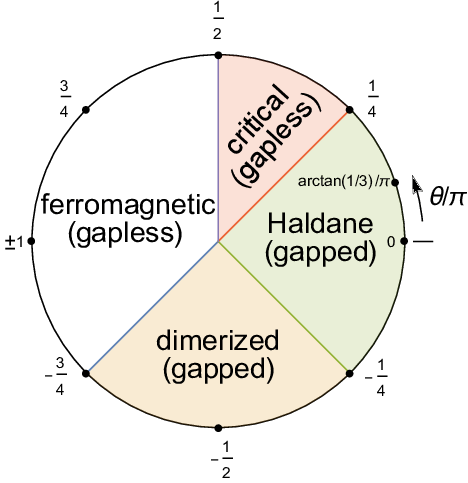 1/2
3/4
1/4
critical
(gapless)
arctan(1/3)/π
θ/π
ferromagnetic
(gapless)
Haldane
(gapped)
±1
0
dimerized
(gapped)
-3/4
-1/4
-1/2